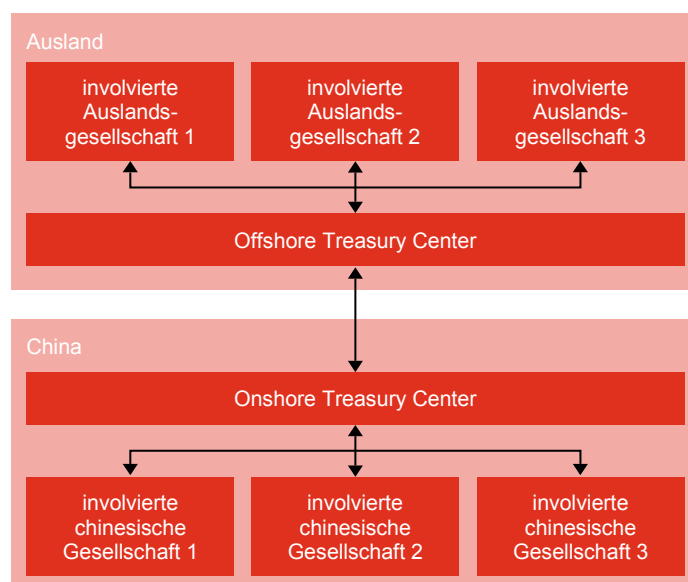 Ausland
involvierte
Auslands-
gesellschaft 1
involvierte
Auslands-
gesellschaft 2
involvierte
Auslands-
gesellschaft 3
Offshore Treasury Center
China
Onshore Treasury Center
involvierte
chinesische
Gesellschaft 1
involvierte
chinesische
Gesellschaft 2
involvierte
chinesische
Gesellschaft 3